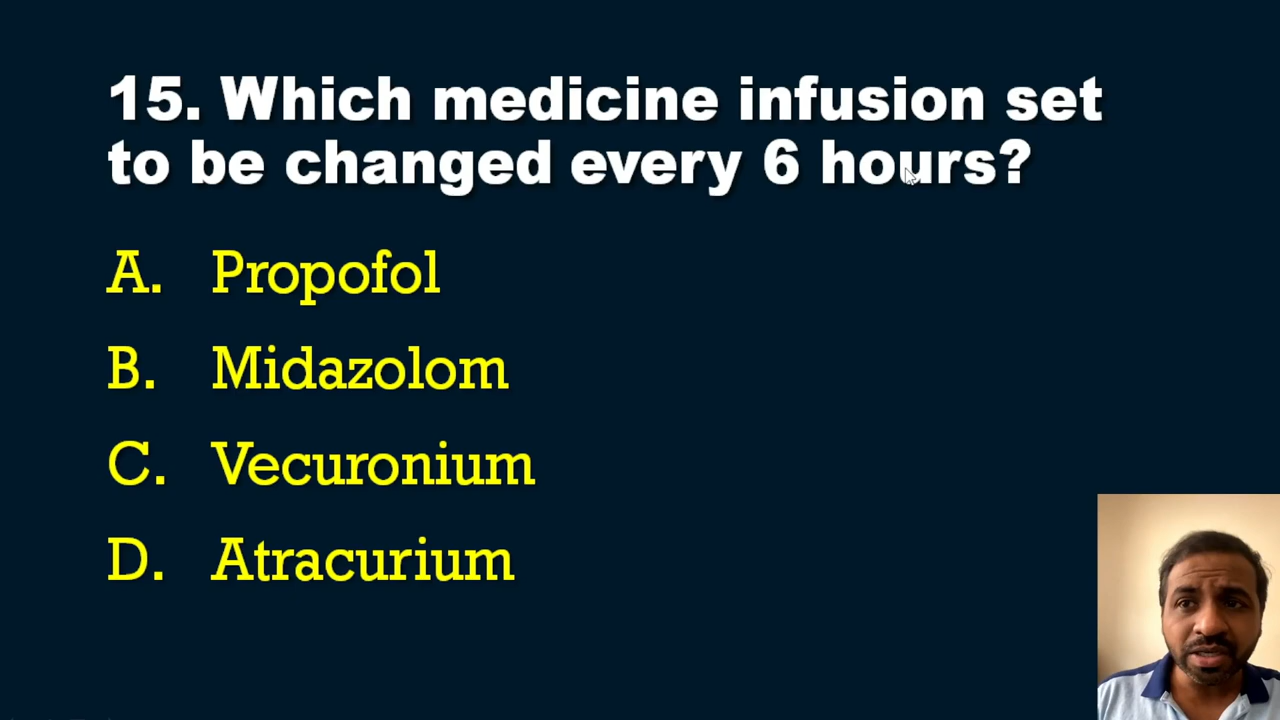 15. Which medicine infusion set
to be changed every 6 hours?
A. Propofol
B. Midazolom
C. Vecuronium
D. Atracurium